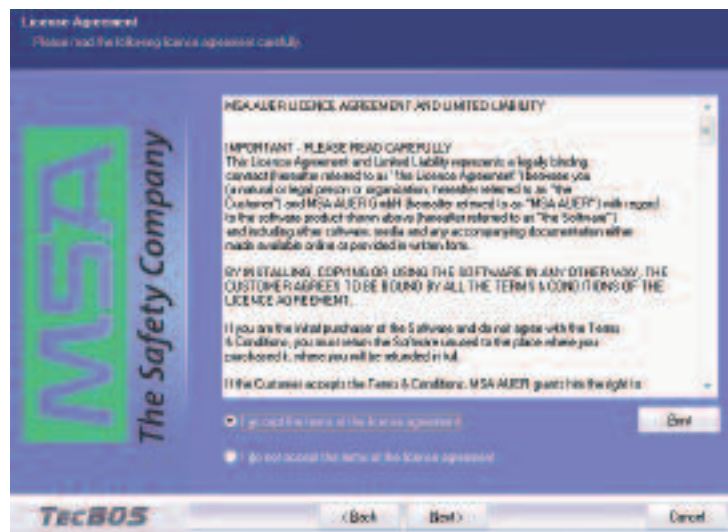 License Agreement
Please read the following license agreement carefully.
MSA
The Safety Company
MSA AUER LICENCE AGREEMENT AND LIMITED LIABILITY
IMPORTANT - PLEASE READ CAREFULLY
This Licence Agreement and Limited Liability represents a legally binding
contract (hereafter referred to as "this Licence Agreement") between you
(a natural or legal person or organization, hereafter referred to as "the
Customer") and MSA AUER GmbH (hereafter referred to as "MSA AUER") with regard
to the software product shown above (hereafter referred to as "the Software")
and including other software, media and any accompanying documentation either
made available online or provided in written form.
BY INSTALLING, COPYING OR USING THE SOFTWARE IN ANY OTHER WAY, THE
CUSTOMER AGREES TO BE BOUND BY ALL THE TERMS & CONDITIONS OF THE
LICENCE AGREEMENT.
If you are the initial purchaser of the Software and do not agree with the Terms
& Conditions, you must return the Software unused to the place where you
purchased it, where you will be refunded in full.
If the Customer accepts the Terms & Conditions, MSA AUER grants him the right to
I accept the terms of the license agreement
Print
I do not accept the terms of the license agreement
TecBOS
< Back
Next >
Cancel